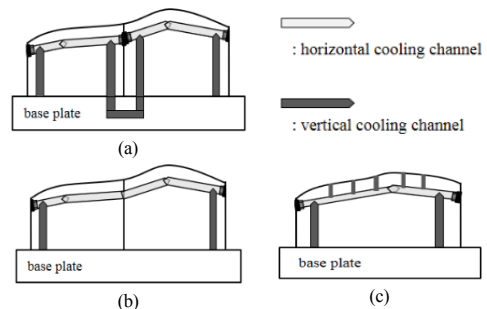 : horizontal cooling channel
base plate
: vertical cooling channel
(a)
base plate
base plate
(b)
(c)